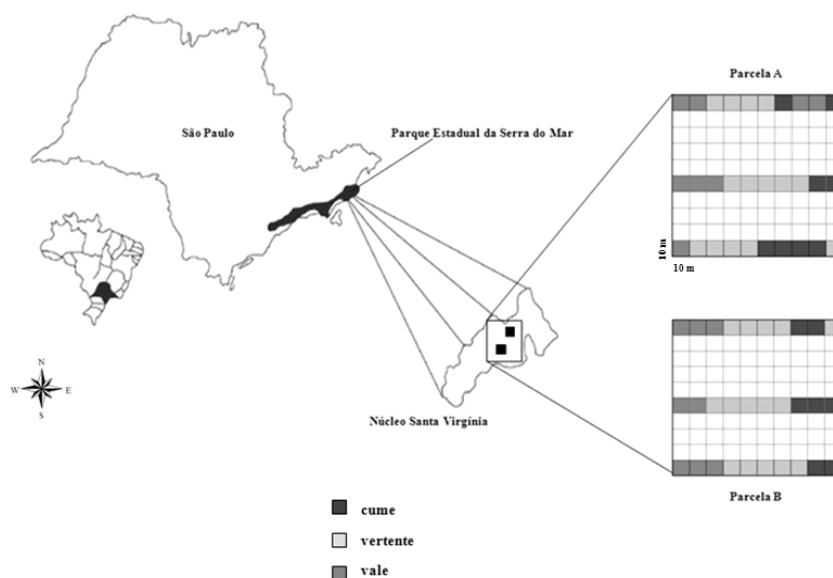 Parcela A
São Paulo
Parque Estadual da Serra do Mar
10 m
10 m
N
W
E
S
Núcleo Santa Virgínia
Parcela B
cume
vertente
vale